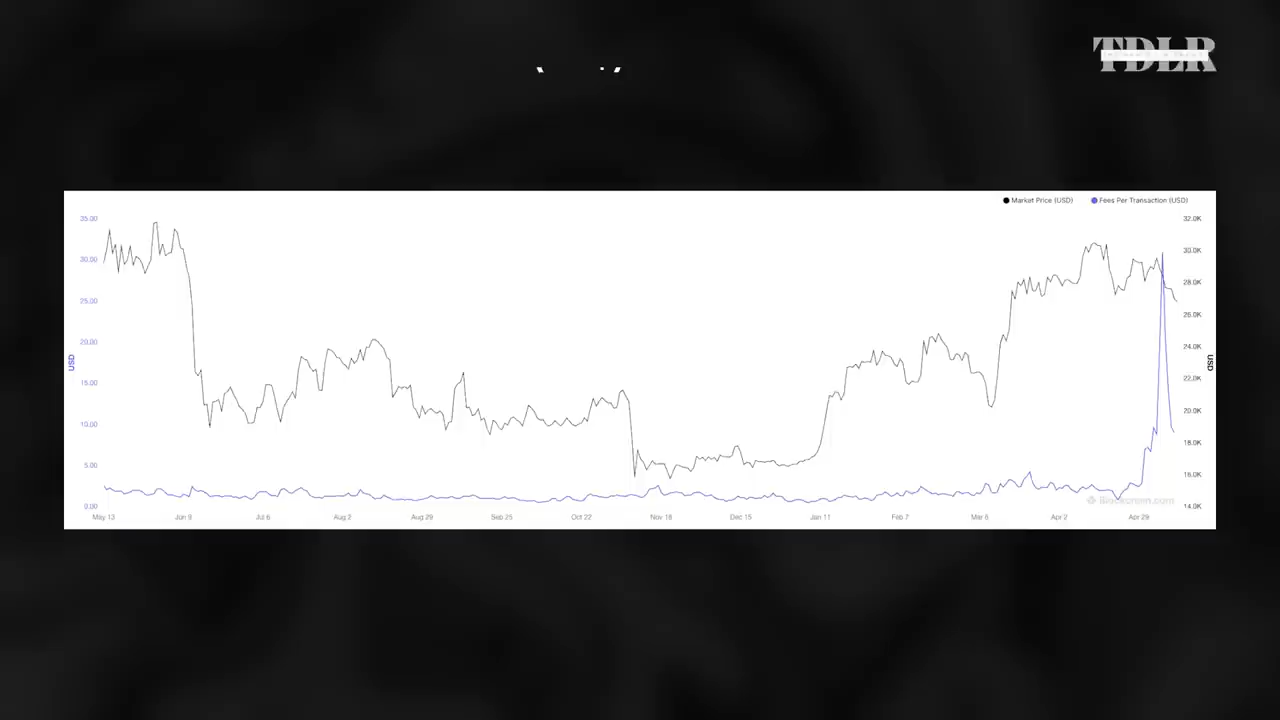 TDLR
Market Price (USD) Fees Per Transaction (USD)
35.00 32.0K
30.00 30.0K
25.00 28.0K
26.0K
20.00 24.0K
USD USD
15.00 22.0K
10.00 20.0K
18.0K
5.00 16.0K
0.00 14.0K
Blockchain.com
May 13 Jun 9 Jul 6 Aug 2 Aug 29 Sep 25 Oct 22 Nov 18 Dec 15 Jan 11 Feb 7 Mar 6 Apr 2 Apr 29